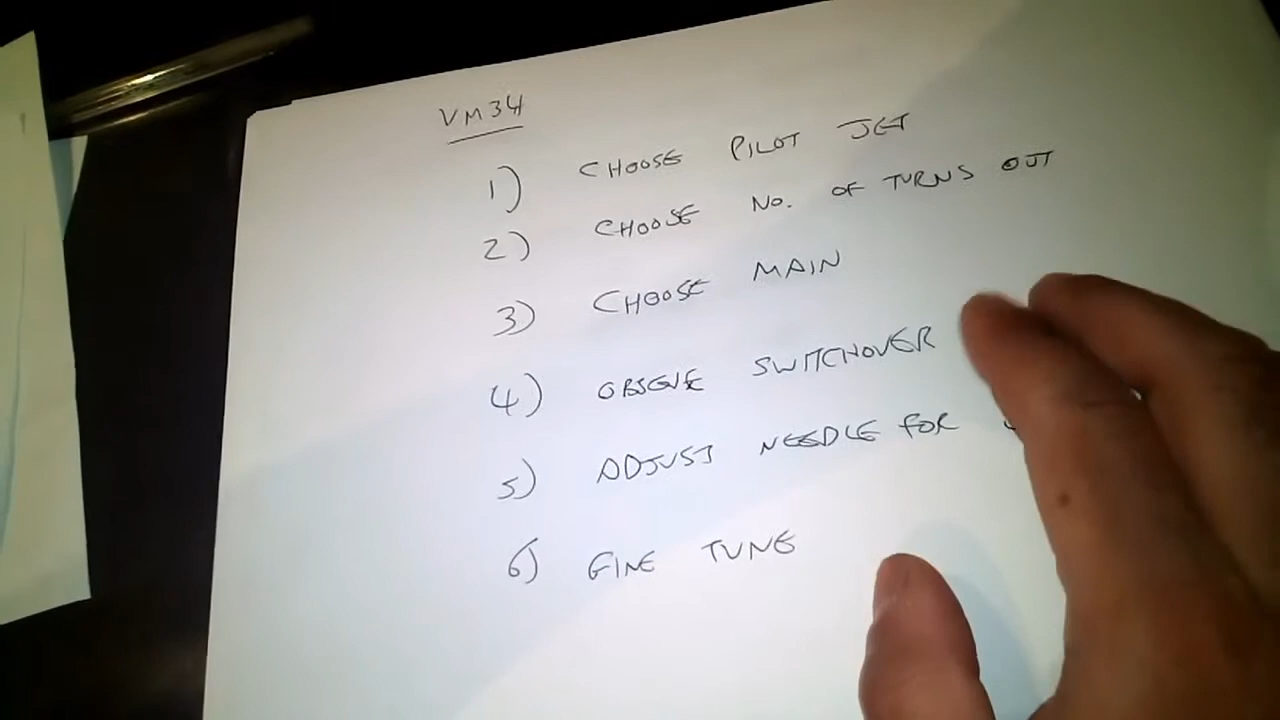 VM34
1) CHOOSE PILOT JET
2) CHOOSE No. OF TURNS OUT
3) CHOOSE MAIN
4) OBSERVE SWITCHOVER
5) ADJUST NEEDLE FOR
6) FINE TUNE